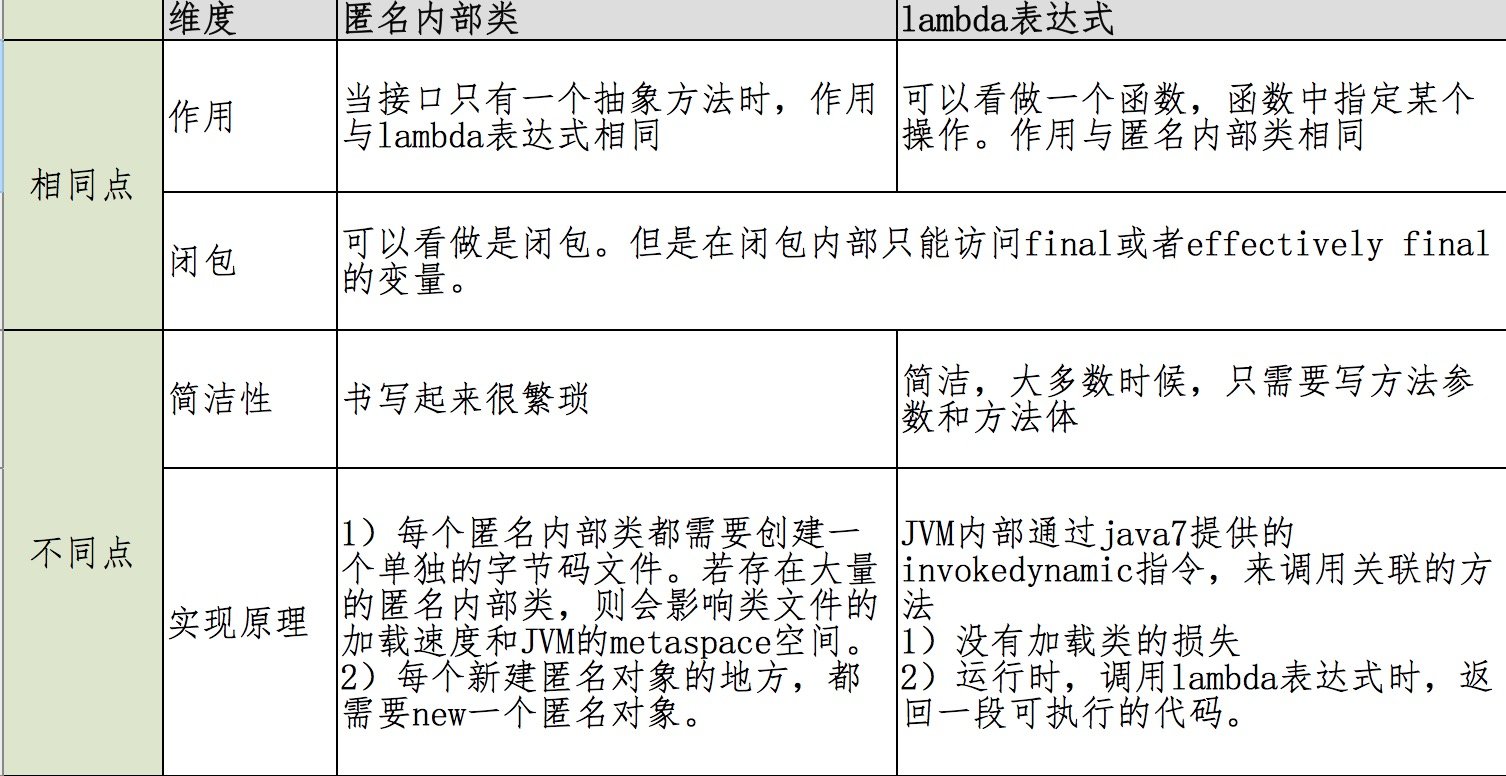 维度
匿名内部类
lambda表达式
相同点
作用
当接口只有一个抽象方法时，作用
与lambda表达式相同
可以看做一个函数，函数中指定某个
操作。作用与匿名内部类相同
闭包
可以看做是闭包。但是在闭包内部只能访问final或者effectively final
的变量。
不同点
简洁性
书写起来很繁琐
简洁，大多数时候，只需要写方法参
数和方法体
实现原理
1）每个匿名内部类都需要创建一
个单独的字节码文件。若存在大量
的匿名内部类，则会影响类文件的
加载速度和JVM的metaspace空间。
2）每个新建匿名对象的地方，都
需要new一个匿名对象。
JVM内部通过java7提供的
invokedynamic指令，来调用关联的方
法
1）没有加载类的损失
2）运行时，调用lambda表达式时，返
回一段可执行的代码。